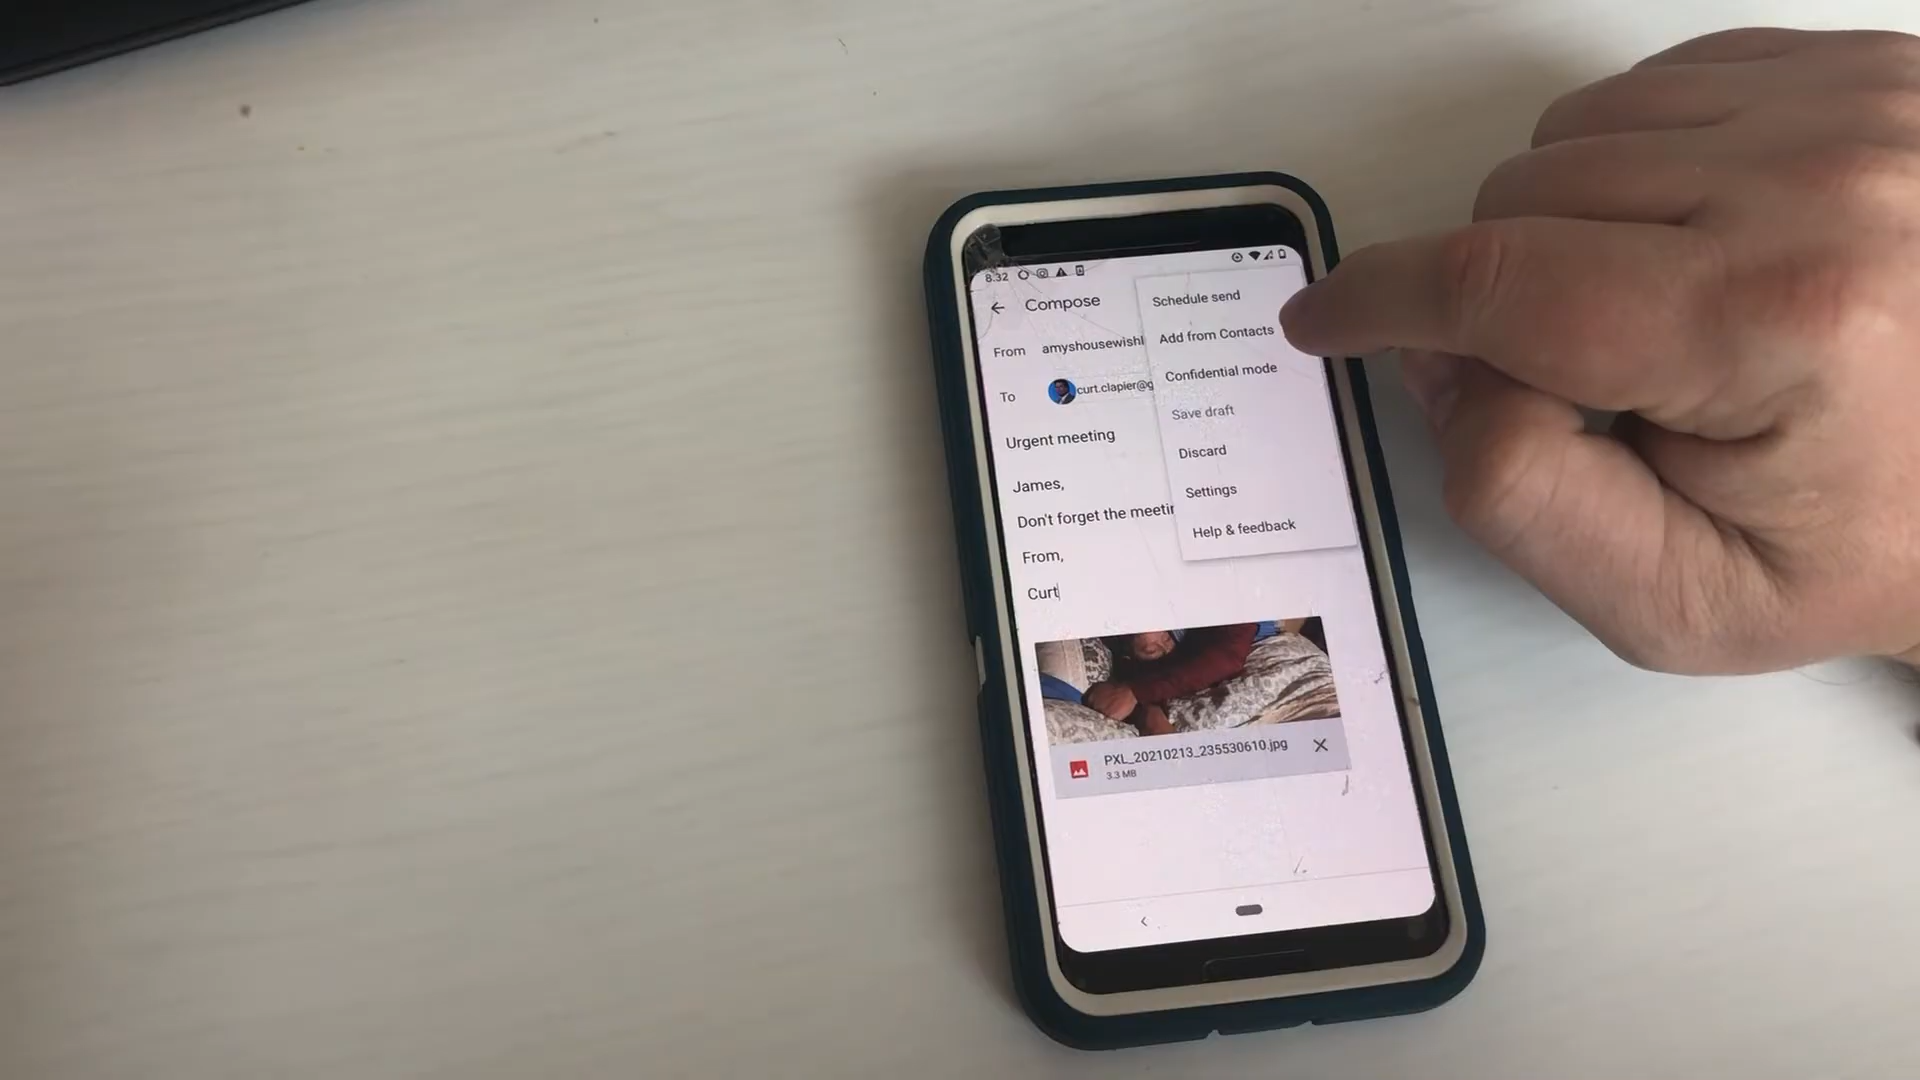 8:32
Compose
From amyshousewishl
To curt.clapier@g
Urgent meeting
James,
Don't forget the meetin
From,
Curt
Schedule send
Add from Contacts
Confidential mode
Save draft
Discard
Settings
Help & feedback
PXL_20210213_235530610.jpg
3.3 MB